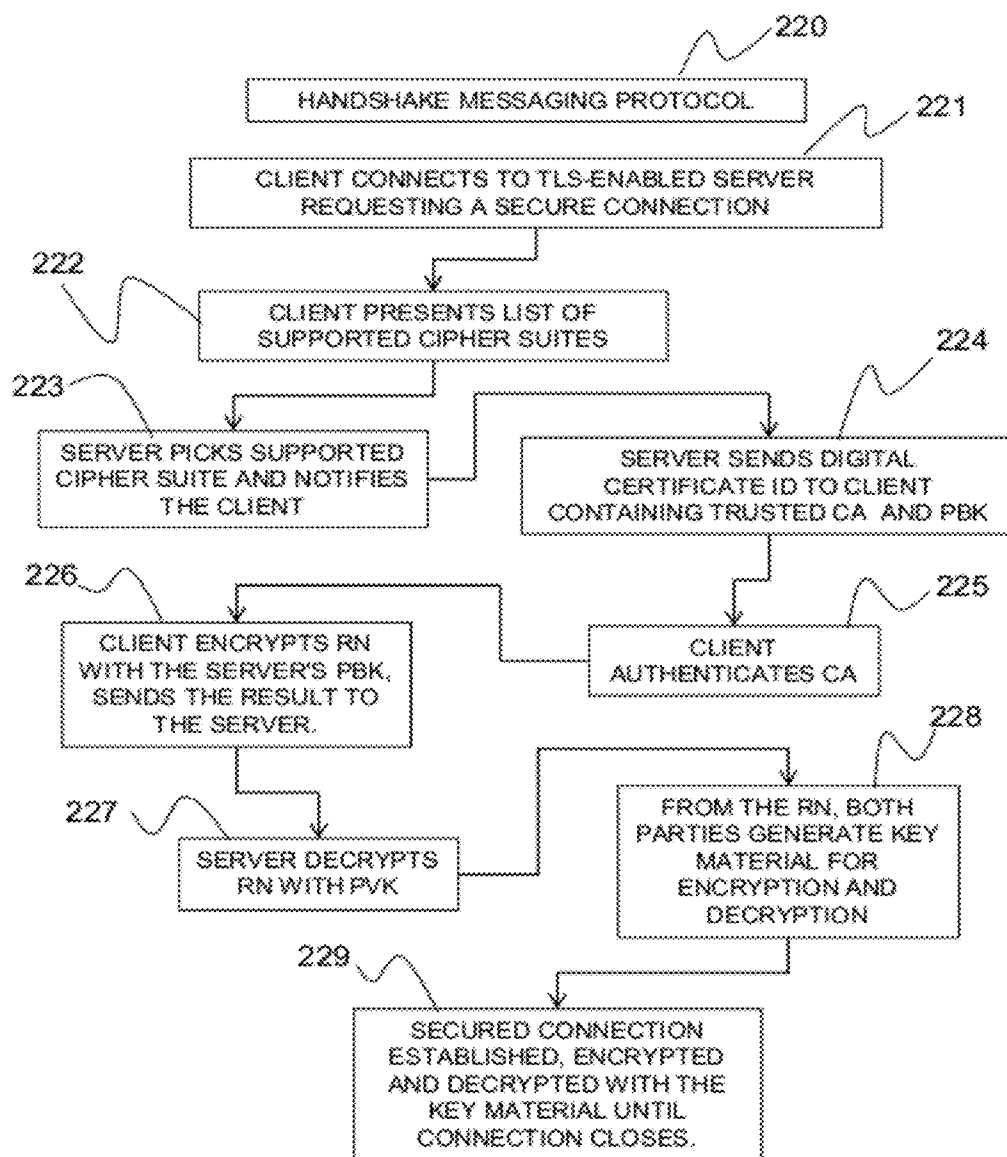 220
HANDSHAKE MESSAGING PROTOCOL
221
CLIENT CONNECTS TO TLS-ENABLED SERVER
REQUESTING A SECURE CONNECTION
222
CLIENT PRESENTS LIST OF
SUPPORTED CIPHER SUITES
223
SERVER PICKS SUPPORTED
CIPHER SUITE AND NOTIFIES
THE CLIENT
224
SERVER SENDS DIGITAL
CERTIFICATE ID TO CLIENT
CONTAINING TRUSTED CA AND PBK
225
CLIENT
AUTHENTICATES CA
226
CLIENT ENCRYPTS RN
WITH THE SERVER'S PBK,
SENDS THE RESULT TO
THE SERVER.
227
SERVER DECRYPTS
RN WITH PVK
228
FROM THE RN, BOTH
PARTIES GENERATE KEY
MATERIAL FOR
ENCRYPTION AND
DECRYPTION
229
SECURED CONNECTION
ESTABLISHED, ENCRYPTED
AND DECRYPTED WITH THE
KEY MATERIAL UNTIL
CONNECTION CLOSES.